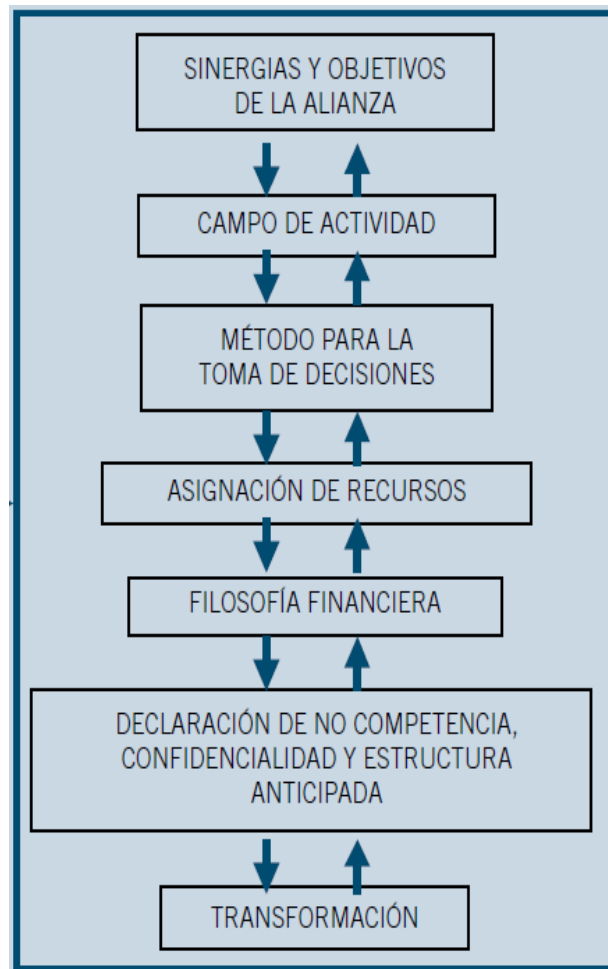 SINERGIAS Y OBJETIVOS
DE LA ALIANZA
CAMPO DE ACTIVIDAD
MÉTODO PARA LA
TOMA DE DECISIONES
ASIGNACIÓN DE RECURSOS
FILOSOFÍA FINANCIERA
DECLARACIÓN DE NO COMPETENCIA,
CONFIDENCIALIDAD Y ESTRUCTURA
ANTICIPADA
TRANSFORMACIÓN